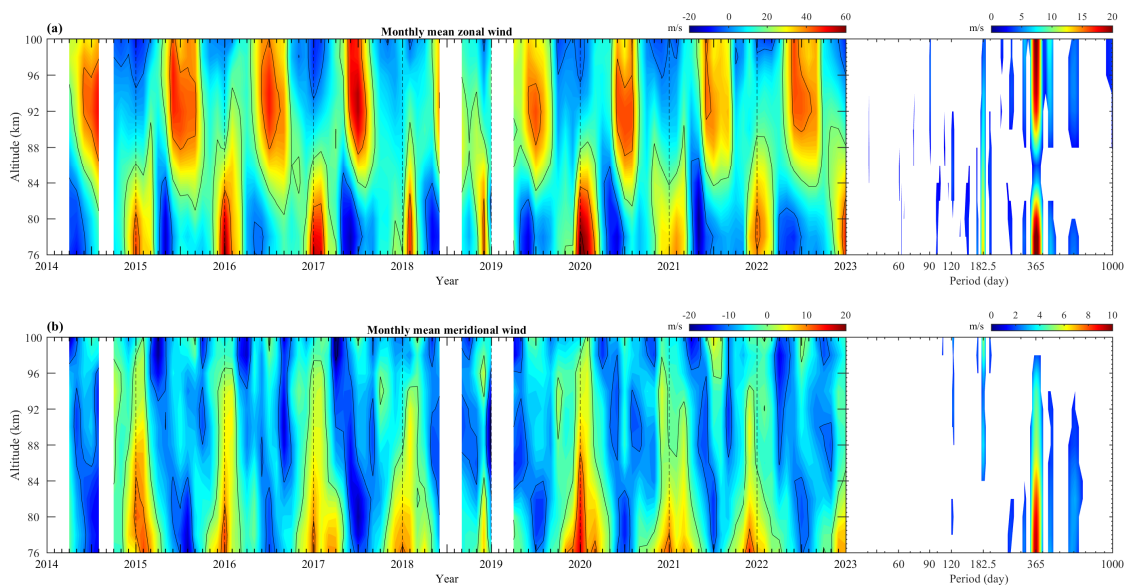 (a)
Monthly mean zonal wind
m/s
-20 0 20 40 60
m/s
0 5 10 15 20
Altitude (km)
100
96
92
88
84
80
76
2014 2015 2016 2017 2018 2019 2020 2021 2022 2023
Year
60 90 120 182.5 365 1000
Period (day)
(b)
Monthly mean meridional wind
m/s
-20 -10 0 10 20
m/s
0 2 4 6 8 10
Altitude (km)
100
96
92
88
84
80
76
2014 2015 2016 2017 2018 2019 2020 2021 2022 2023
Year
60 90 120 182.5 365 1000
Period (day)